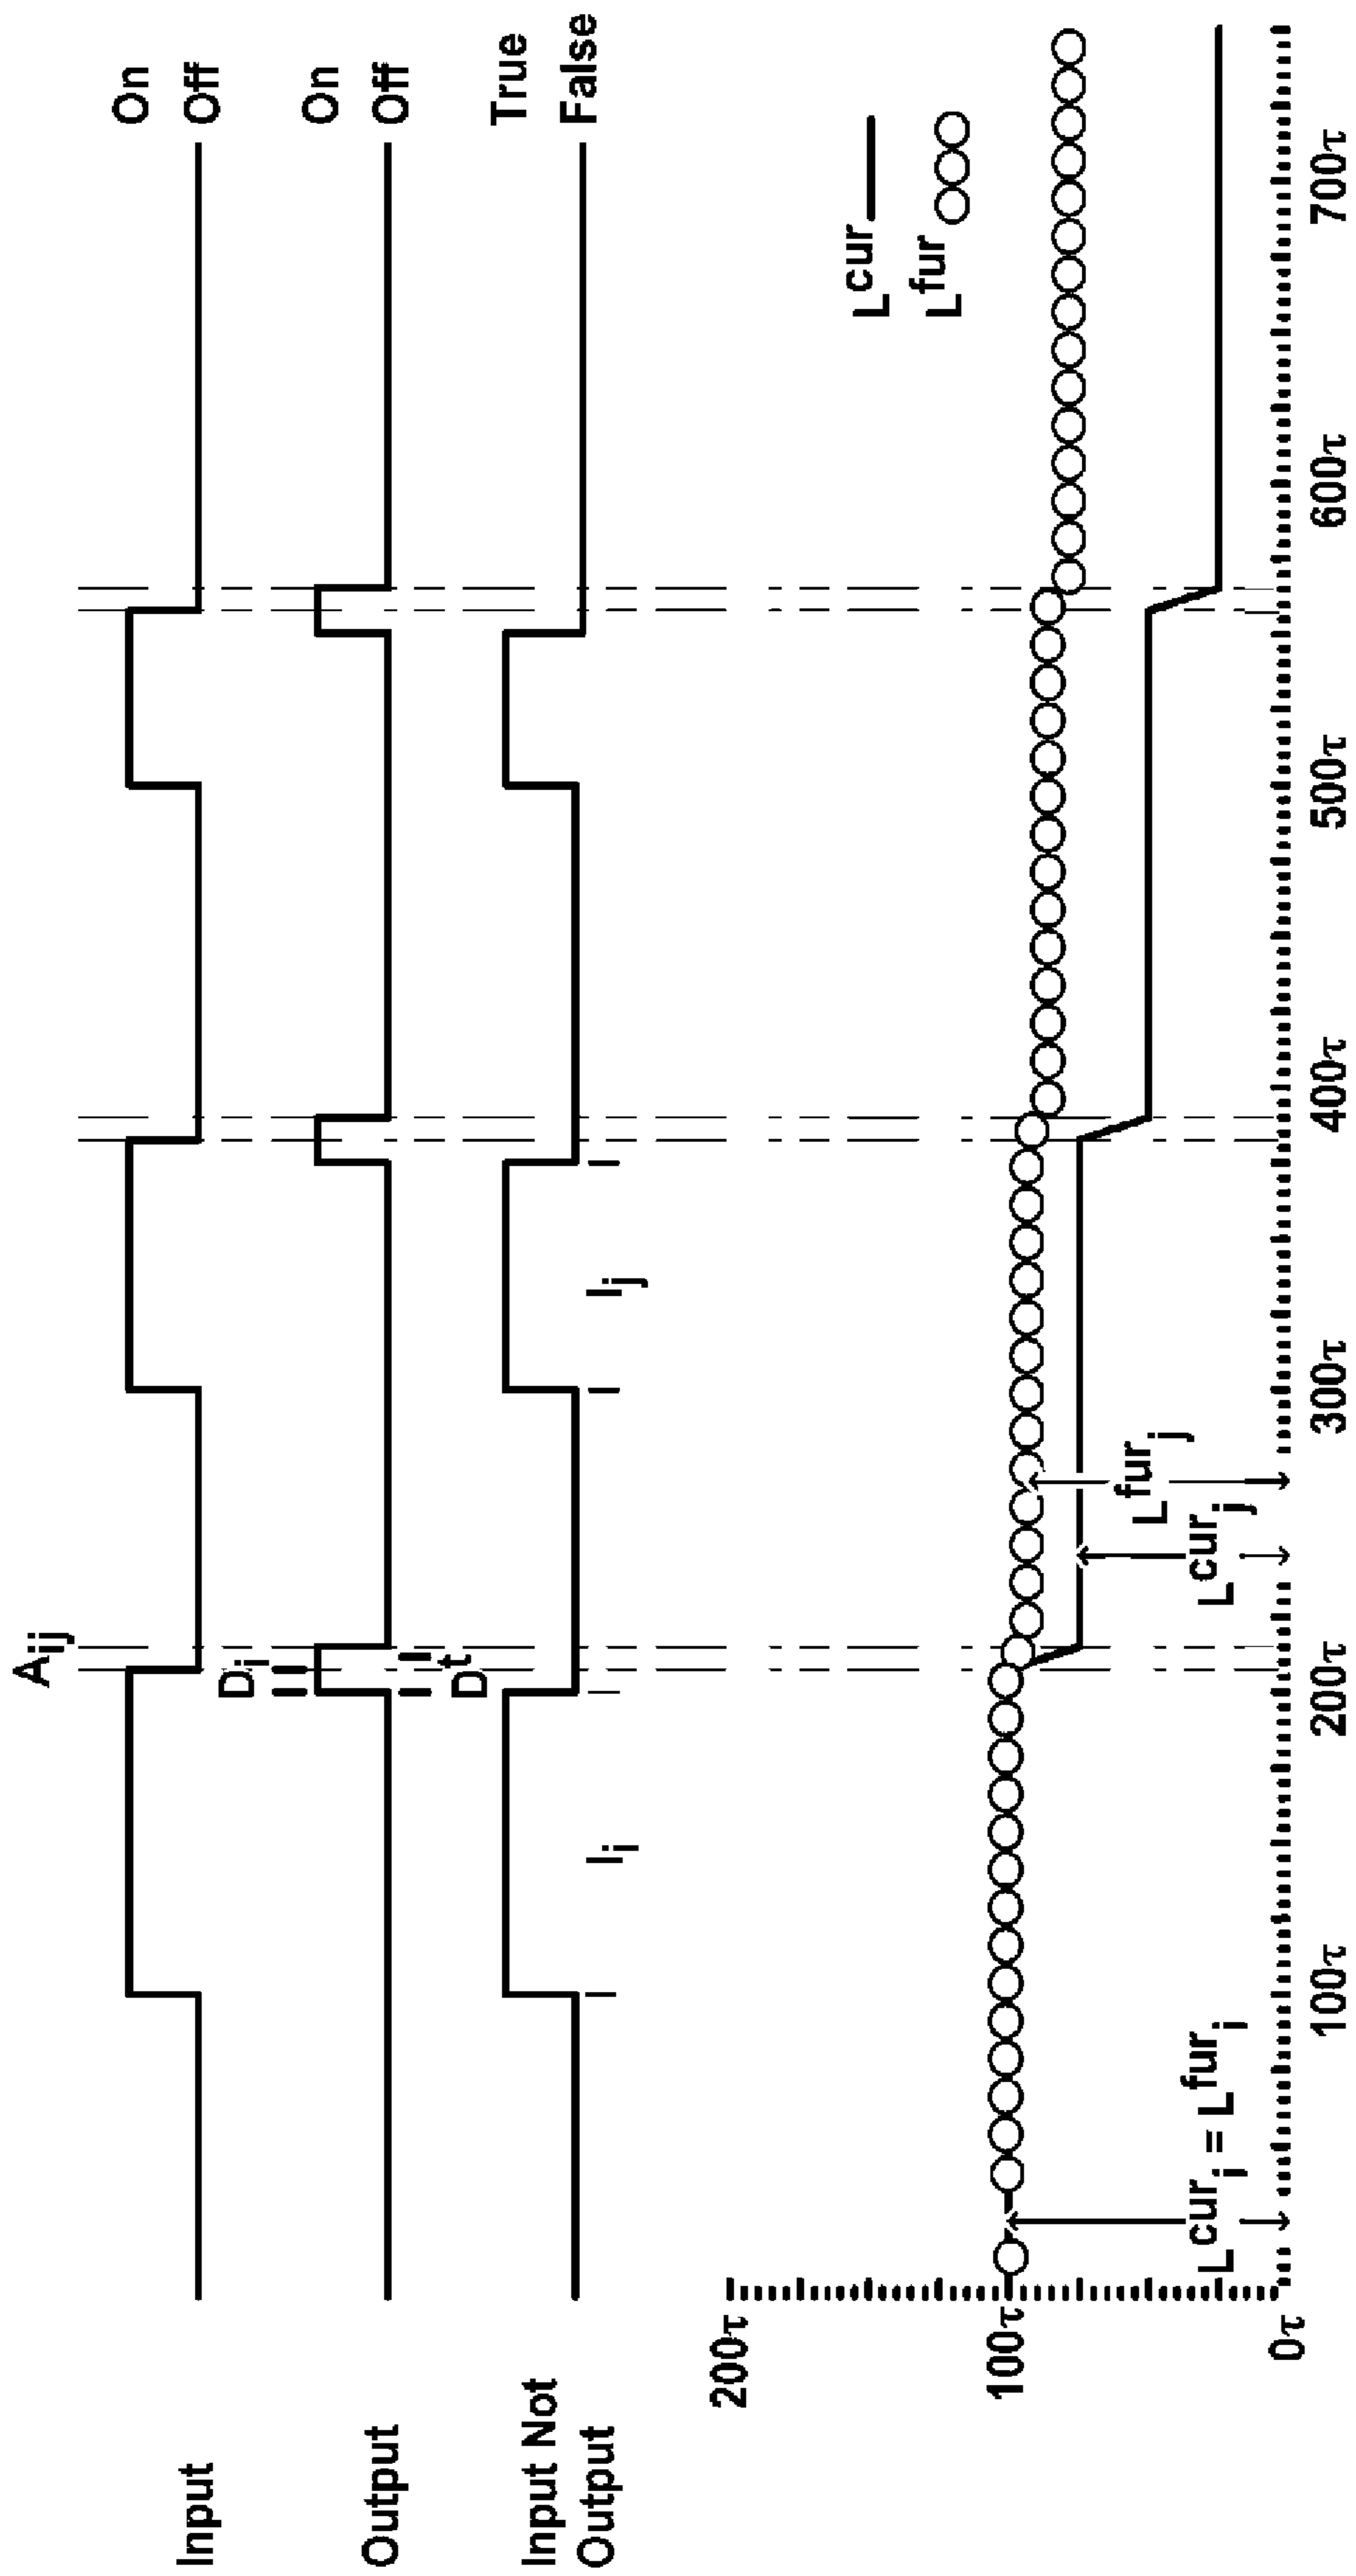 A_ij
Input
On
Off
D_i
Output
On
Off
D^t
Input Not
Output
True
False
I_i
I_j
L^cur
L^fur
200τ
100τ
0τ
L^cur_i = L^fur_i
L^cur_j
L^fur_j
100τ
200τ
300τ
400τ
500τ
600τ
700τ